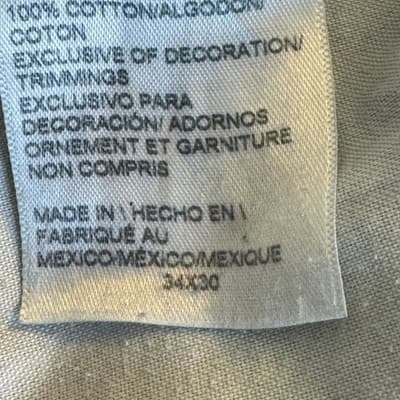 100% COTTON/ALGODON/
COTON
EXCLUSIVE OF DECORATION/
TRIMMINGS
EXCLUSIVO PARA
DECORACIÓN/ ADORNOS
ORNEMENT ET GARNITURE
NON COMPRIS
MADE IN \ HECHO EN \
FABRIQUÉ AU
MEXICO/MÉXICO/MEXIQUE
34X30